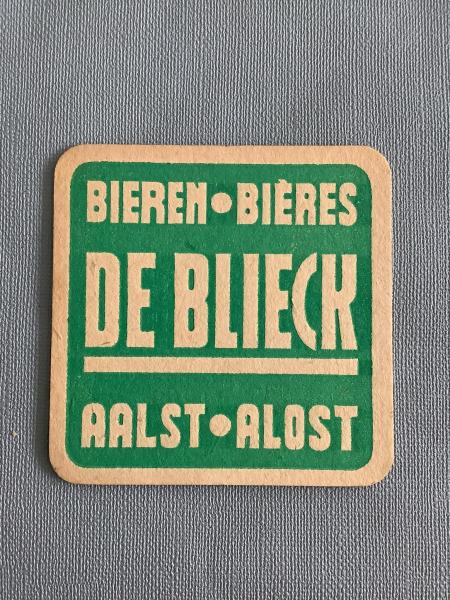 BIEREN • BIÈRES
DE BLIECK
AALST • ALOST